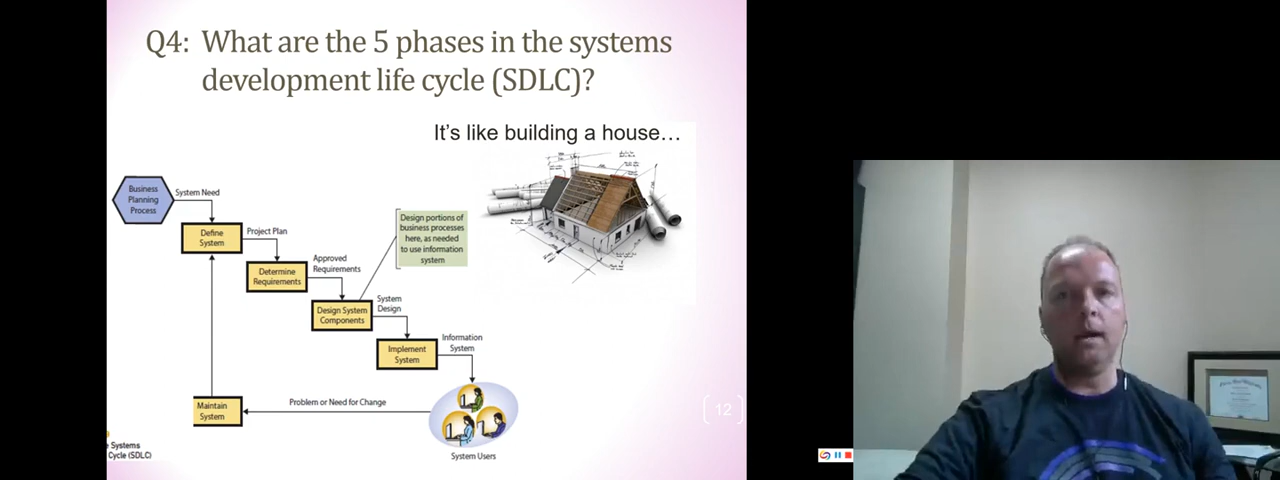 Q4: What are the 5 phases in the systems
development life cycle (SDLC)?
It's like building a house…
Business
Planning
Process
System Need
Define
System
Project Plan
Determine
Requirements
Approved
Requirements
Design portions of
business processes
here, as needed
to use information
system
Design System
Components
System
Design
Implement
System
Information
System
Maintain
System
Problem or Need for Change
System Users
Systems
Cycle (SDLC)
12